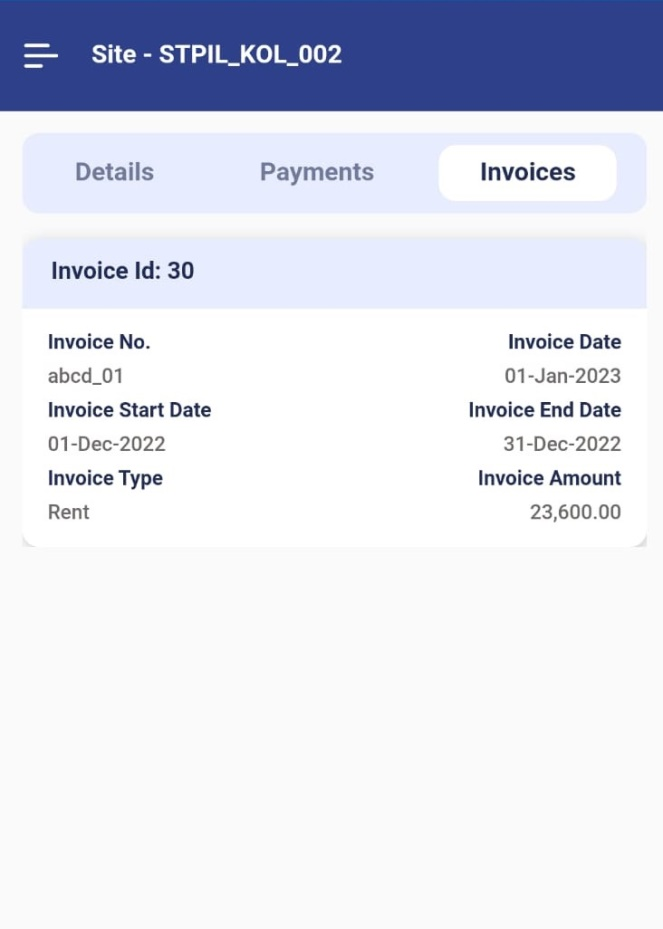 Site - STPIL_KOL_002
Details Payments Invoices
Invoice Id: 30
Invoice No. Invoice Date
abcd_01 01-Jan-2023
Invoice Start Date Invoice End Date
01-Dec-2022 31-Dec-2022
Invoice Type Invoice Amount
Rent 23,600.00